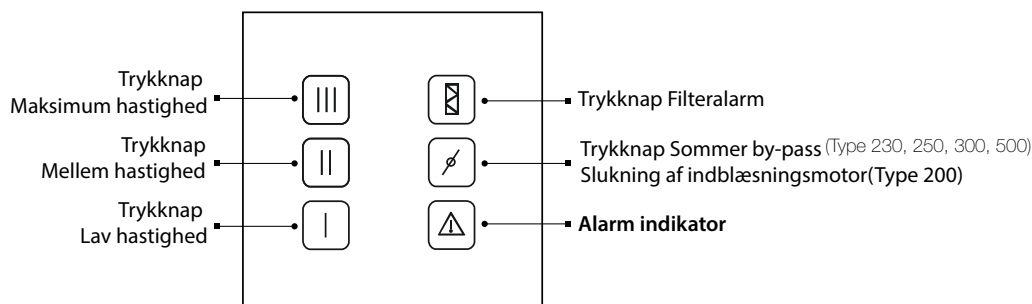 Trykknap
Maksimum hastighed
Trykknap
Mellem hastighed
Trykknap
Lav hastighed
Trykknap Filteralarm
Trykknap Sommer by-pass (Type 230, 250, 300, 500)
Slukning af indblæsningsmotor(Type 200)
Alarm indikator